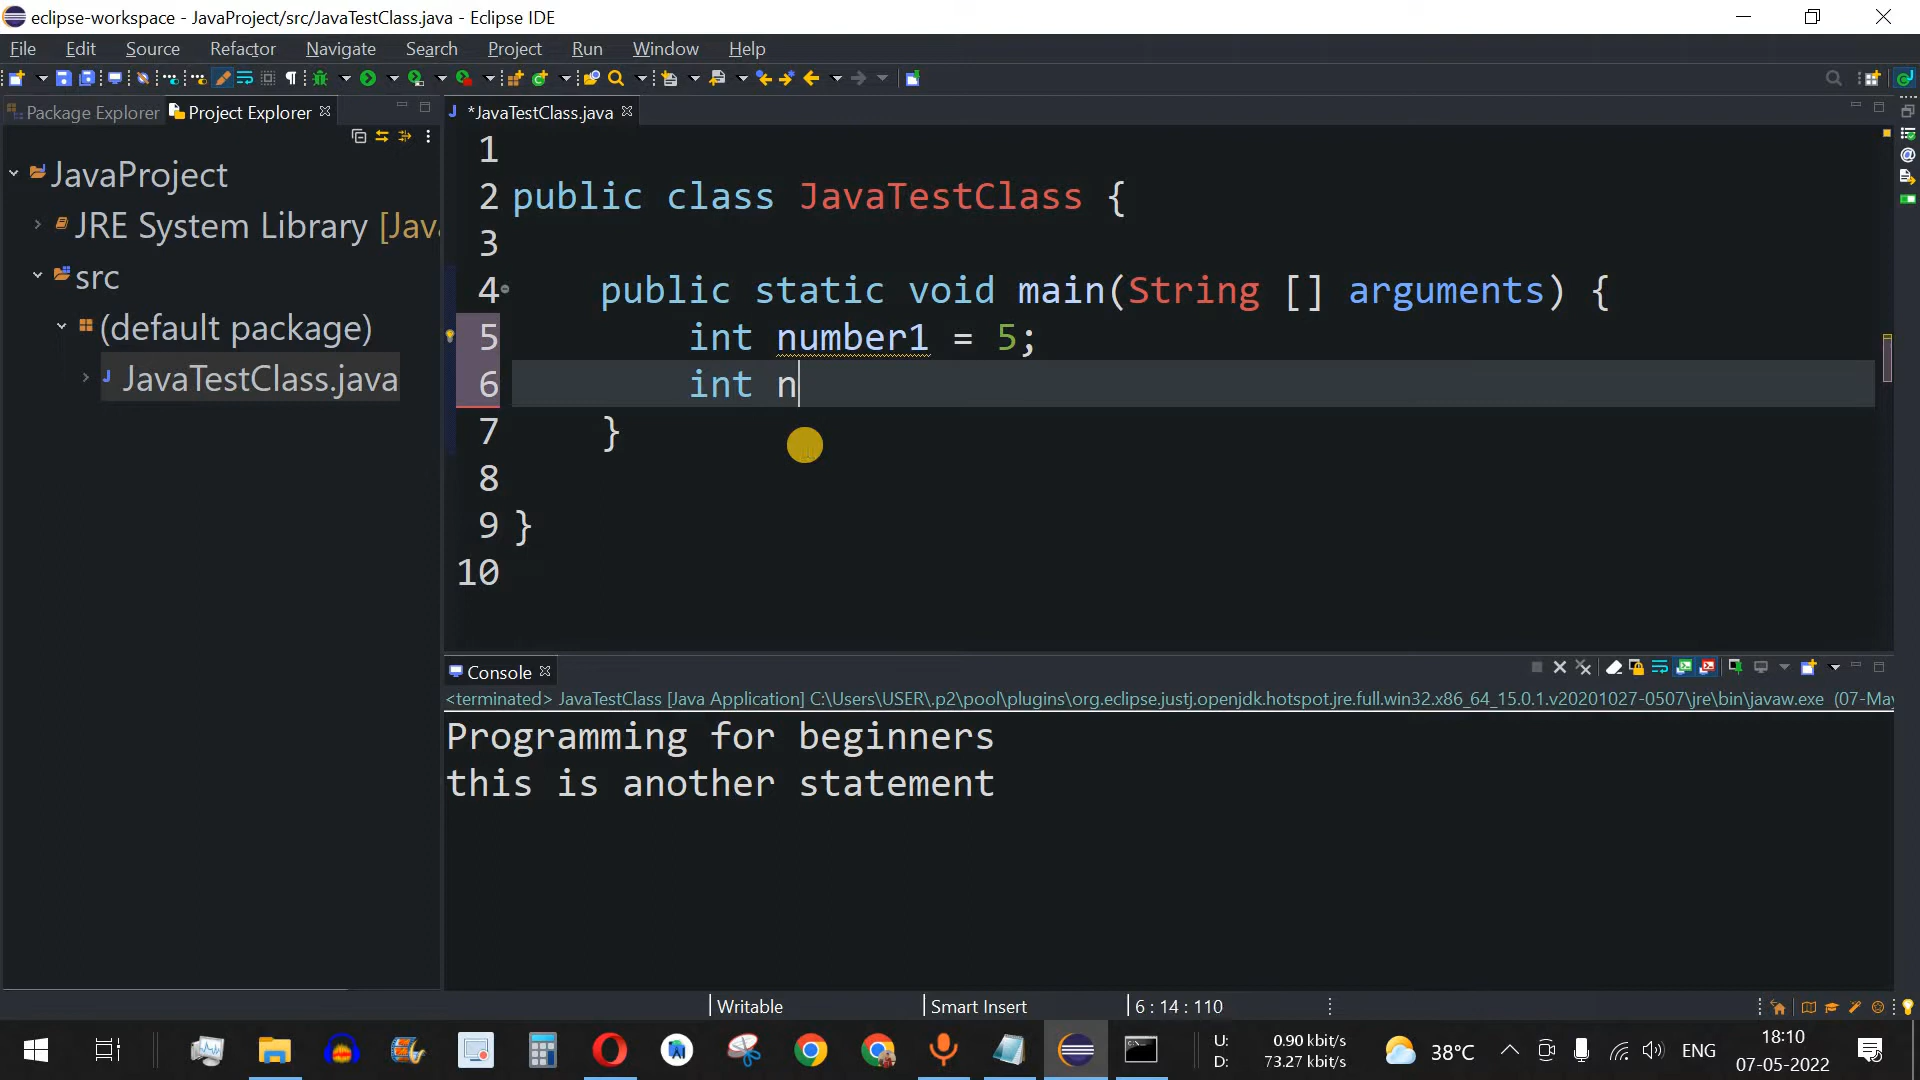 eclipse-workspace - JavaProject/src/JavaTestClass.java - Eclipse IDE
File Edit Source Refactor Navigate Search Project Run Window Help
Package Explorer Project Explorer
*JavaTestClass.java
JavaProject
JRE System Library [Jav
src
(default package)
JavaTestClass.java
1
2 public class JavaTestClass {
3
4 public static void main(String [] arguments) {
5 int number1 = 5;
6 int n
7 }
8
9 }
10
Console
<terminated> JavaTestClass [Java Application] C:\Users\USER\.p2\pool\plugins\org.eclipse.justj.openjdk.hotspot.jre.full.win32.x86_64_15.0.1.v20201027-0507\jre\bin\javaw.exe (07-May
Programming for beginners
this is another statement
Writable Smart Insert 6 : 14 : 110
U: 0.90 kbit/s
D: 73.27 kbit/s
38°C
ENG
18:10
07-05-2022